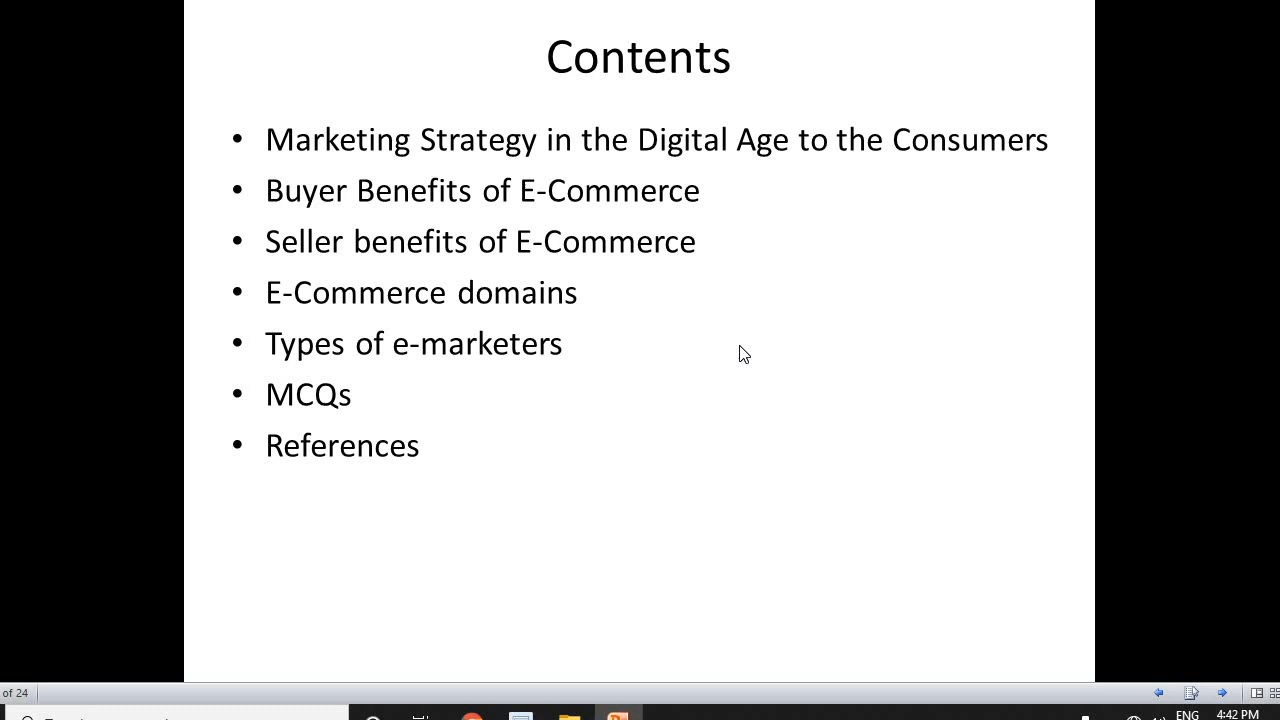 Contents
• Marketing Strategy in the Digital Age to the Consumers
• Buyer Benefits of E-Commerce
• Seller benefits of E-Commerce
• E-Commerce domains
• Types of e-marketers
• MCQs
• References
of 24
ENG
4:42 PM